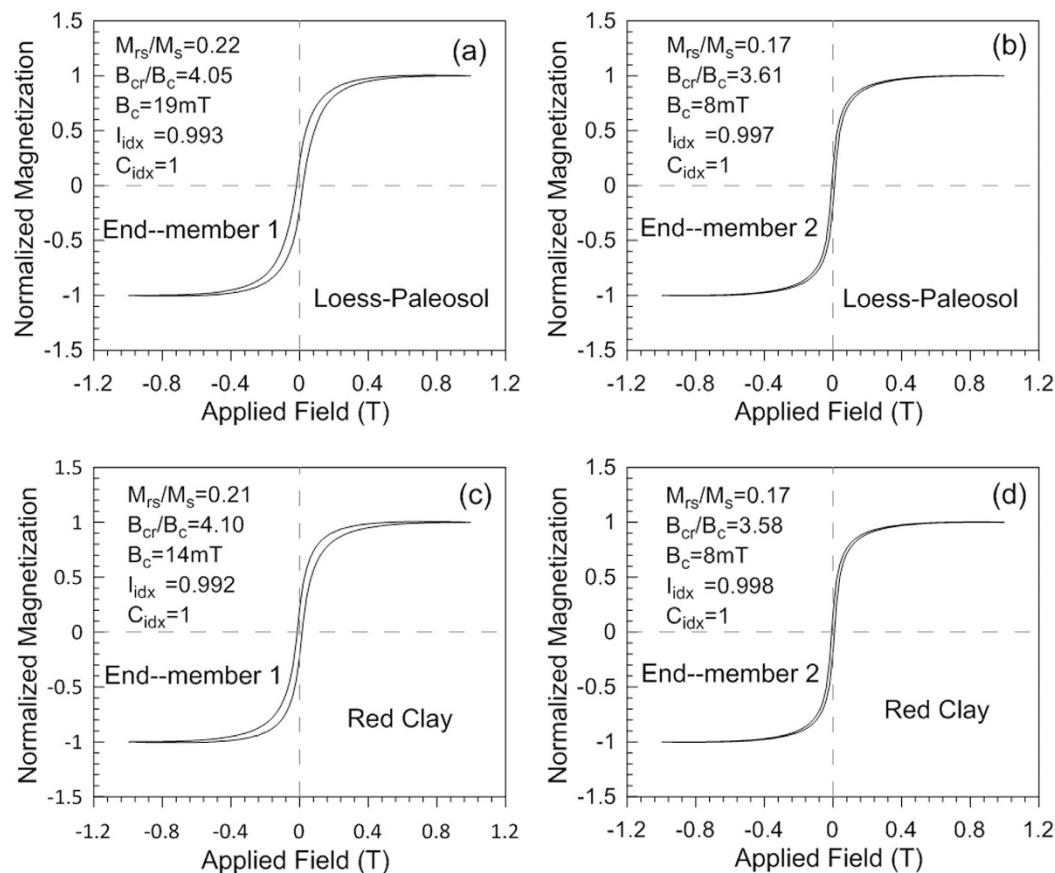 (a)
M_rs/M_s=0.22
B_cr/B_c=4.05
B_c=19mT
I_idx =0.993
C_idx=1
End--member 1
Loess-Paleosol
Normalized Magnetization
1.5
1
0.5
0
-0.5
-1
-1.5
-1.2 -0.8 -0.4 0 0.4 0.8 1.2
Applied Field (T)
(b)
M_rs/M_s=0.17
B_cr/B_c=3.61
B_c=8mT
I_idx =0.997
C_idx=1
End--member 2
Loess-Paleosol
Normalized Magnetization
1.5
1
0.5
0
-0.5
-1
-1.5
-1.2 -0.8 -0.4 0 0.4 0.8 1.2
Applied Field (T)
(c)
M_rs/M_s=0.21
B_cr/B_c=4.10
B_c=14mT
I_idx =0.992
C_idx=1
End--member 1
Red Clay
Normalized Magnetization
1.5
1
0.5
0
-0.5
-1
-1.5
-1.2 -0.8 -0.4 0 0.4 0.8 1.2
Applied Field (T)
(d)
M_rs/M_s=0.17
B_cr/B_c=3.58
B_c=8mT
I_idx =0.998
C_idx=1
End--member 2
Red Clay
Normalized Magnetization
1.5
1
0.5
0
-0.5
-1
-1.5
-1.2 -0.8 -0.4 0 0.4 0.8 1.2
Applied Field (T)